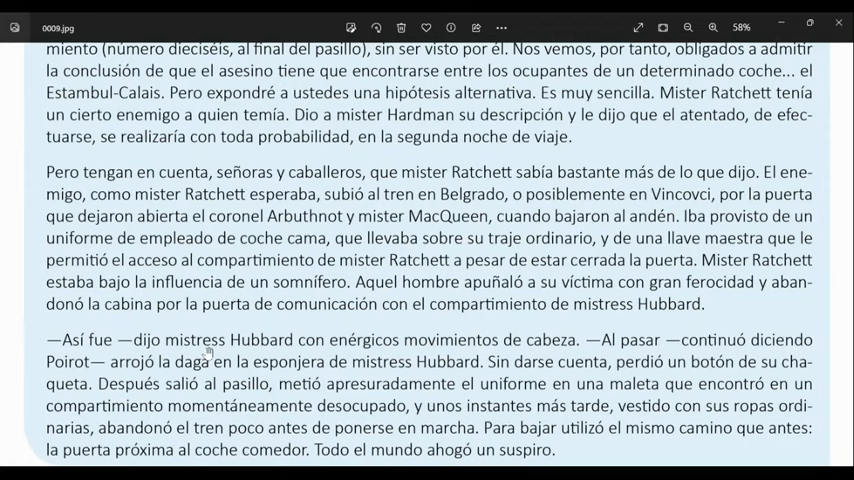 0009.jpg
58%
miento (número dieciséis, al final del pasillo), sin ser visto por él. Nos vemos, por tanto, obligados a admitir
la conclusión de que el asesino tiene que encontrarse entre los ocupantes de un determinado coche... el
Estambul-Calais. Pero expondré a ustedes una hipótesis alternativa. Es muy sencilla. Mister Ratchett tenía
un cierto enemigo a quien temía. Dio a mister Hardman su descripción y le dijo que el atentado, de efec-
tuarse, se realizaría con toda probabilidad, en la segunda noche de viaje.
Pero tengan en cuenta, señoras y caballeros, que mister Ratchett sabía bastante más de lo que dijo. El ene-
migo, como mister Ratchett esperaba, subió al tren en Belgrado, o posiblemente en Vincovci, por la puerta
que dejaron abierta el coronel Arbuthnot y mister MacQueen, cuando bajaron al andén. Iba provisto de un
uniforme de empleado de coche cama, que llevaba sobre su traje ordinario, y de una llave maestra que le
permitió el acceso al compartimiento de mister Ratchett a pesar de estar cerrada la puerta. Mister Ratchett
estaba bajo la influencia de un somnífero. Aquel hombre apuñaló a su víctima con gran ferocidad y aban-
donó la cabina por la puerta de comunicación con el compartimiento de mistress Hubbard.
—Así fue —dijo mistress Hubbard con enérgicos movimientos de cabeza. —Al pasar —continuó diciendo
Poirot— arrojó la daga en la esponjera de mistress Hubbard. Sin darse cuenta, perdió un botón de su cha-
queta. Después salió al pasillo, metió apresuradamente el uniforme en una maleta que encontró en un
compartimiento momentáneamente desocupado, y unos instantes más tarde, vestido con sus ropas ordi-
narias, abandonó el tren poco antes de ponerse en marcha. Para bajar utilizó el mismo camino que antes:
la puerta próxima al coche comedor. Todo el mundo ahogó un suspiro.